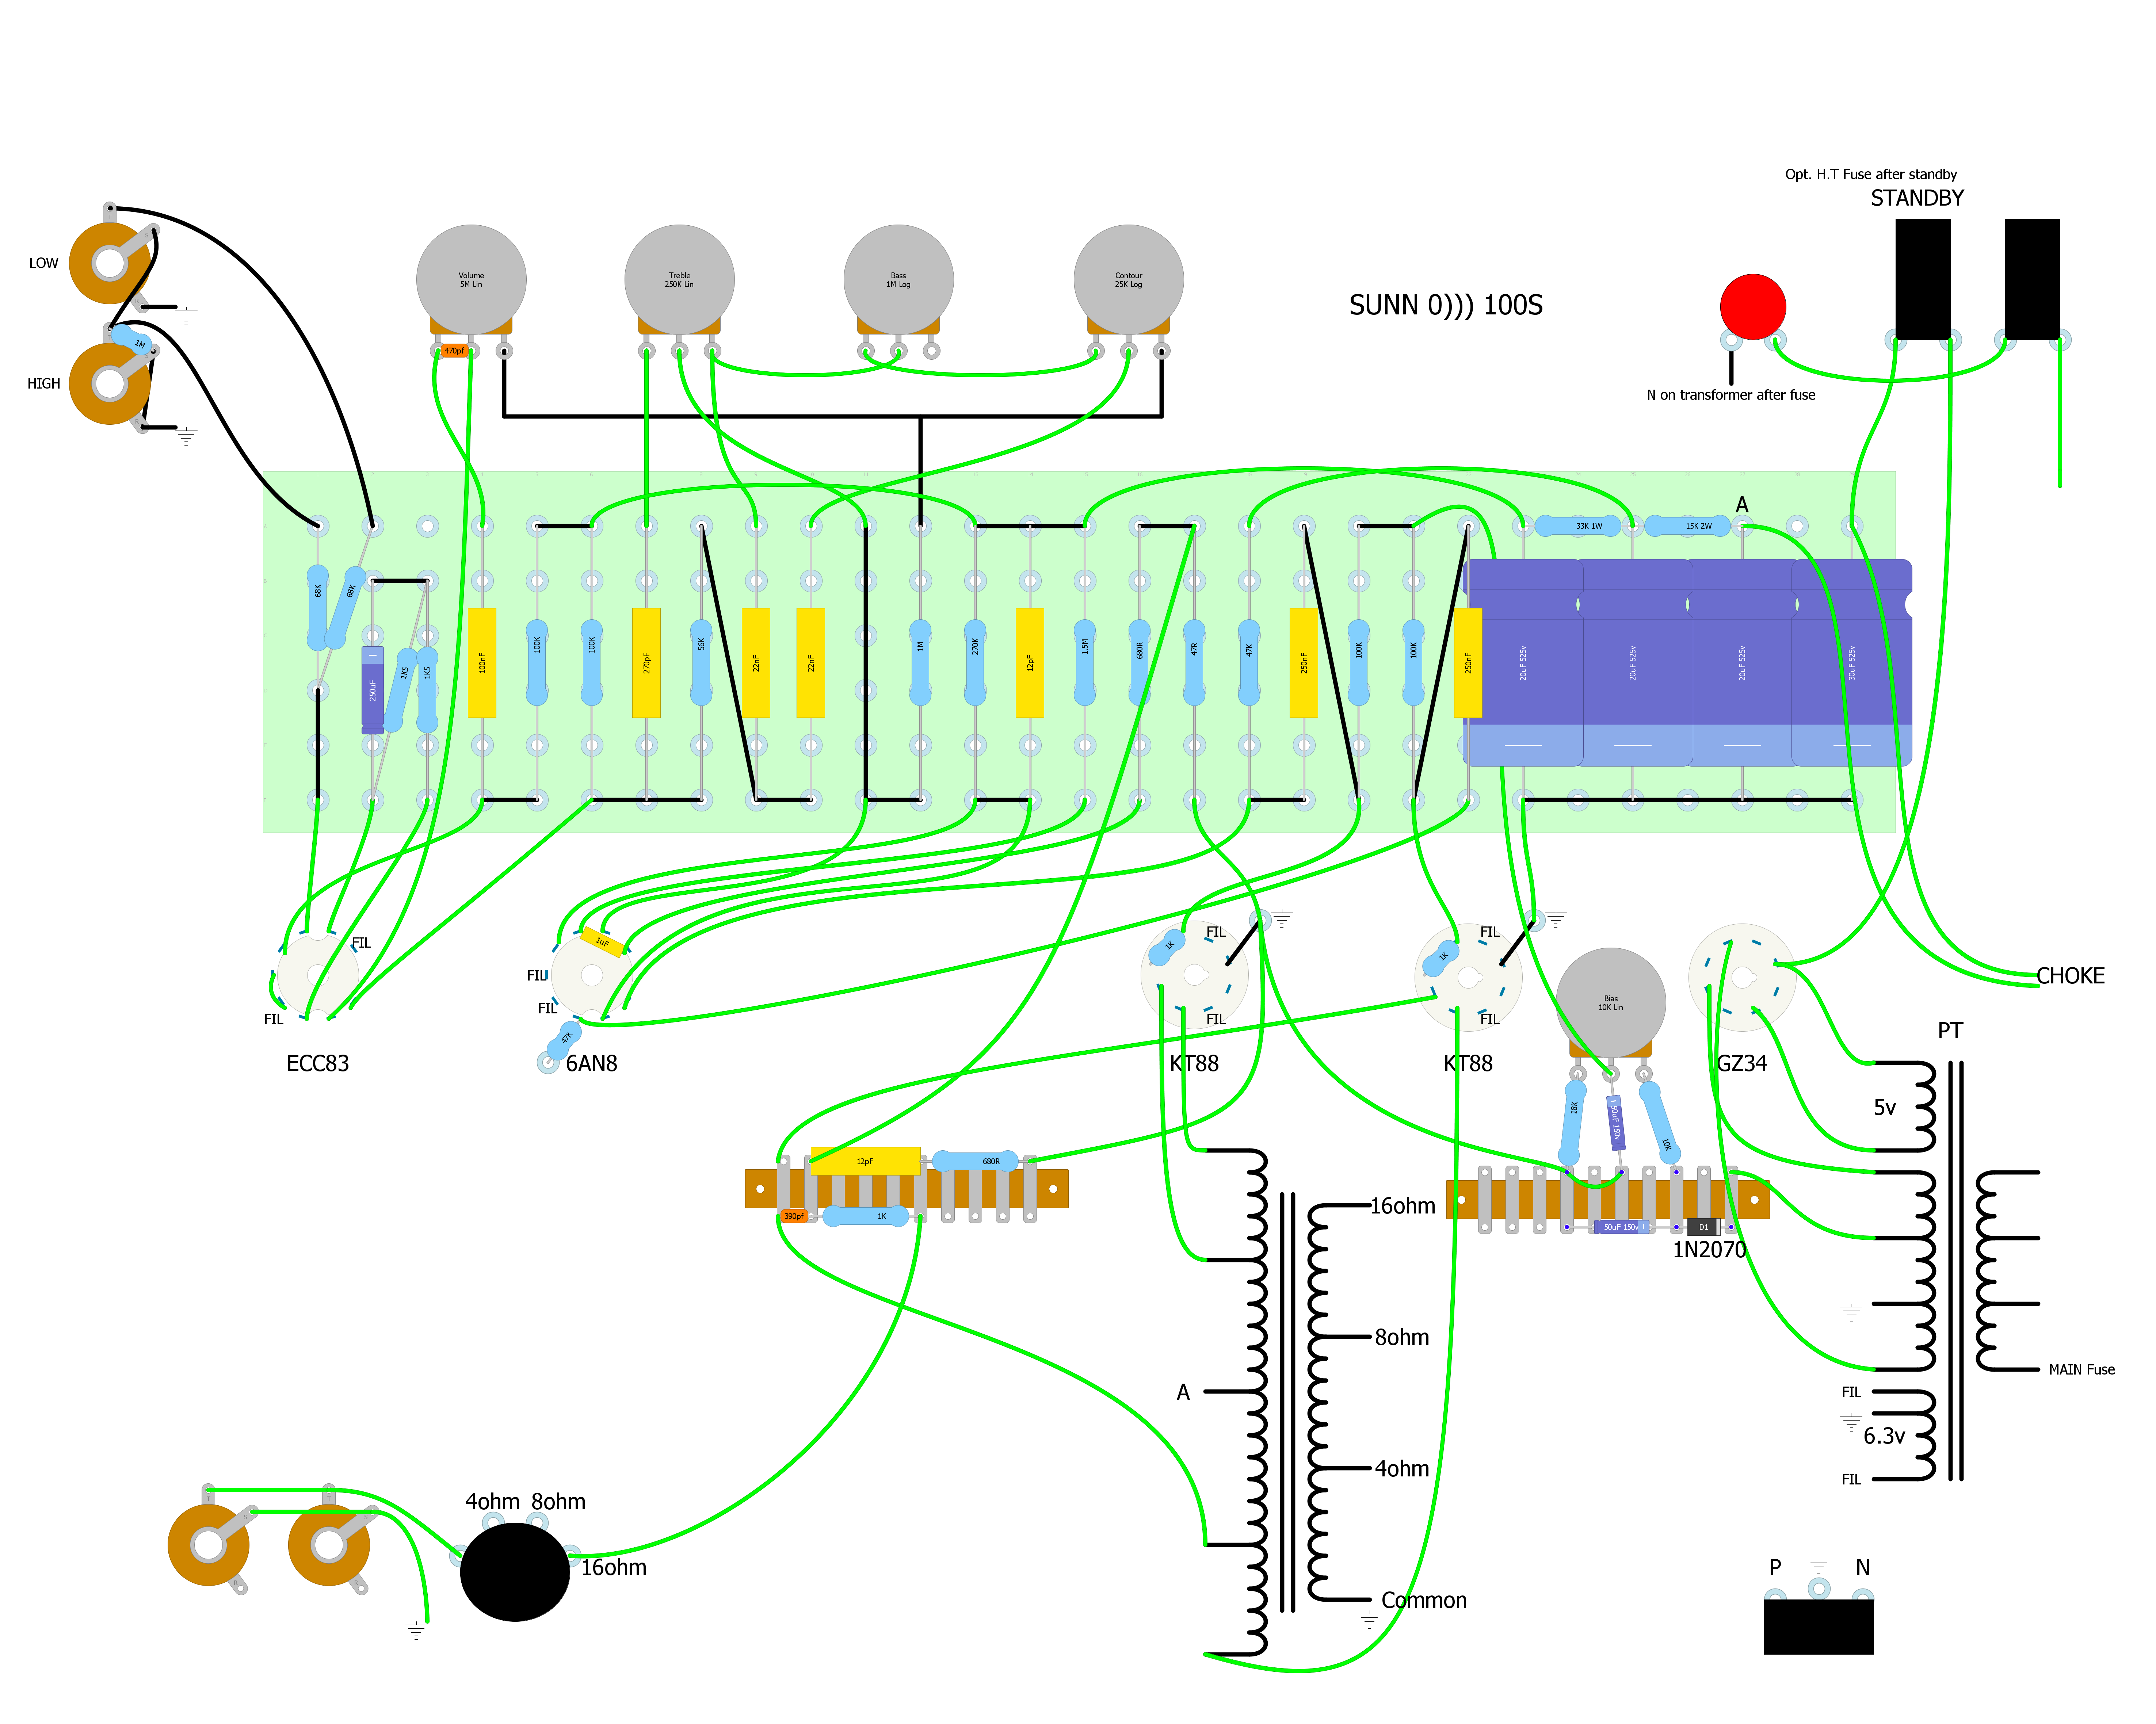 Opt. H.T Fuse after standby
STANDBY
LOW
HIGH
1M
Volume
5M Lin
470pf
Treble
250K Lin
Bass
1M Log
Contour
25K Log
SUNN 0))) 100S
N on transformer after fuse
A
33K 1W
15K 2W
68K
68K
250uF
1K5
1K5
100nF
100K
100K
270pF
56K
22nF
22nF
1M
270K
12pF
1.5M
680R
47R
47K
250nF
100K
100K
250nF
20uF 525v
20uF 525v
20uF 525v
30uF 525v
FIL
FIL
ECC83
1uF
FIL
FIL
47K
6AN8
FIL
1K
FIL
KT88
FIL
1K
FIL
KT88
Bias
10K Lin
GZ34
CHOKE
PT
5v
18K
50uF 150v
10K
12pF
680R
390pf
1K
50uF 150v
D1
1N2070
16ohm
8ohm
A
4ohm
Common
MAIN Fuse
FIL
6.3v
FIL
4ohm 8ohm
16ohm
P
N